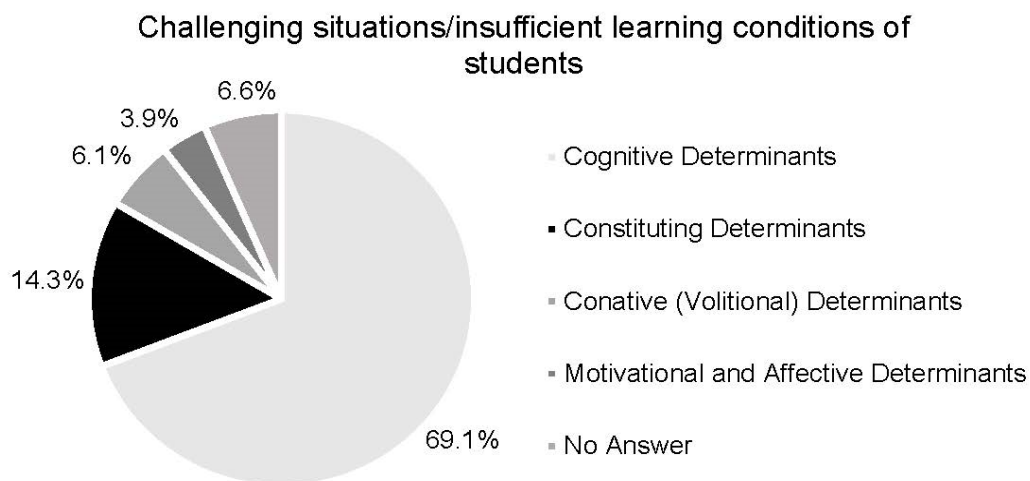 Challenging situations/insufficient learning conditions of
students
6.6%
3.9%
6.1%
14.3%
69.1%
Cognitive Determinants
Constituting Determinants
Conative (Volitional) Determinants
Motivational and Affective Determinants
No Answer